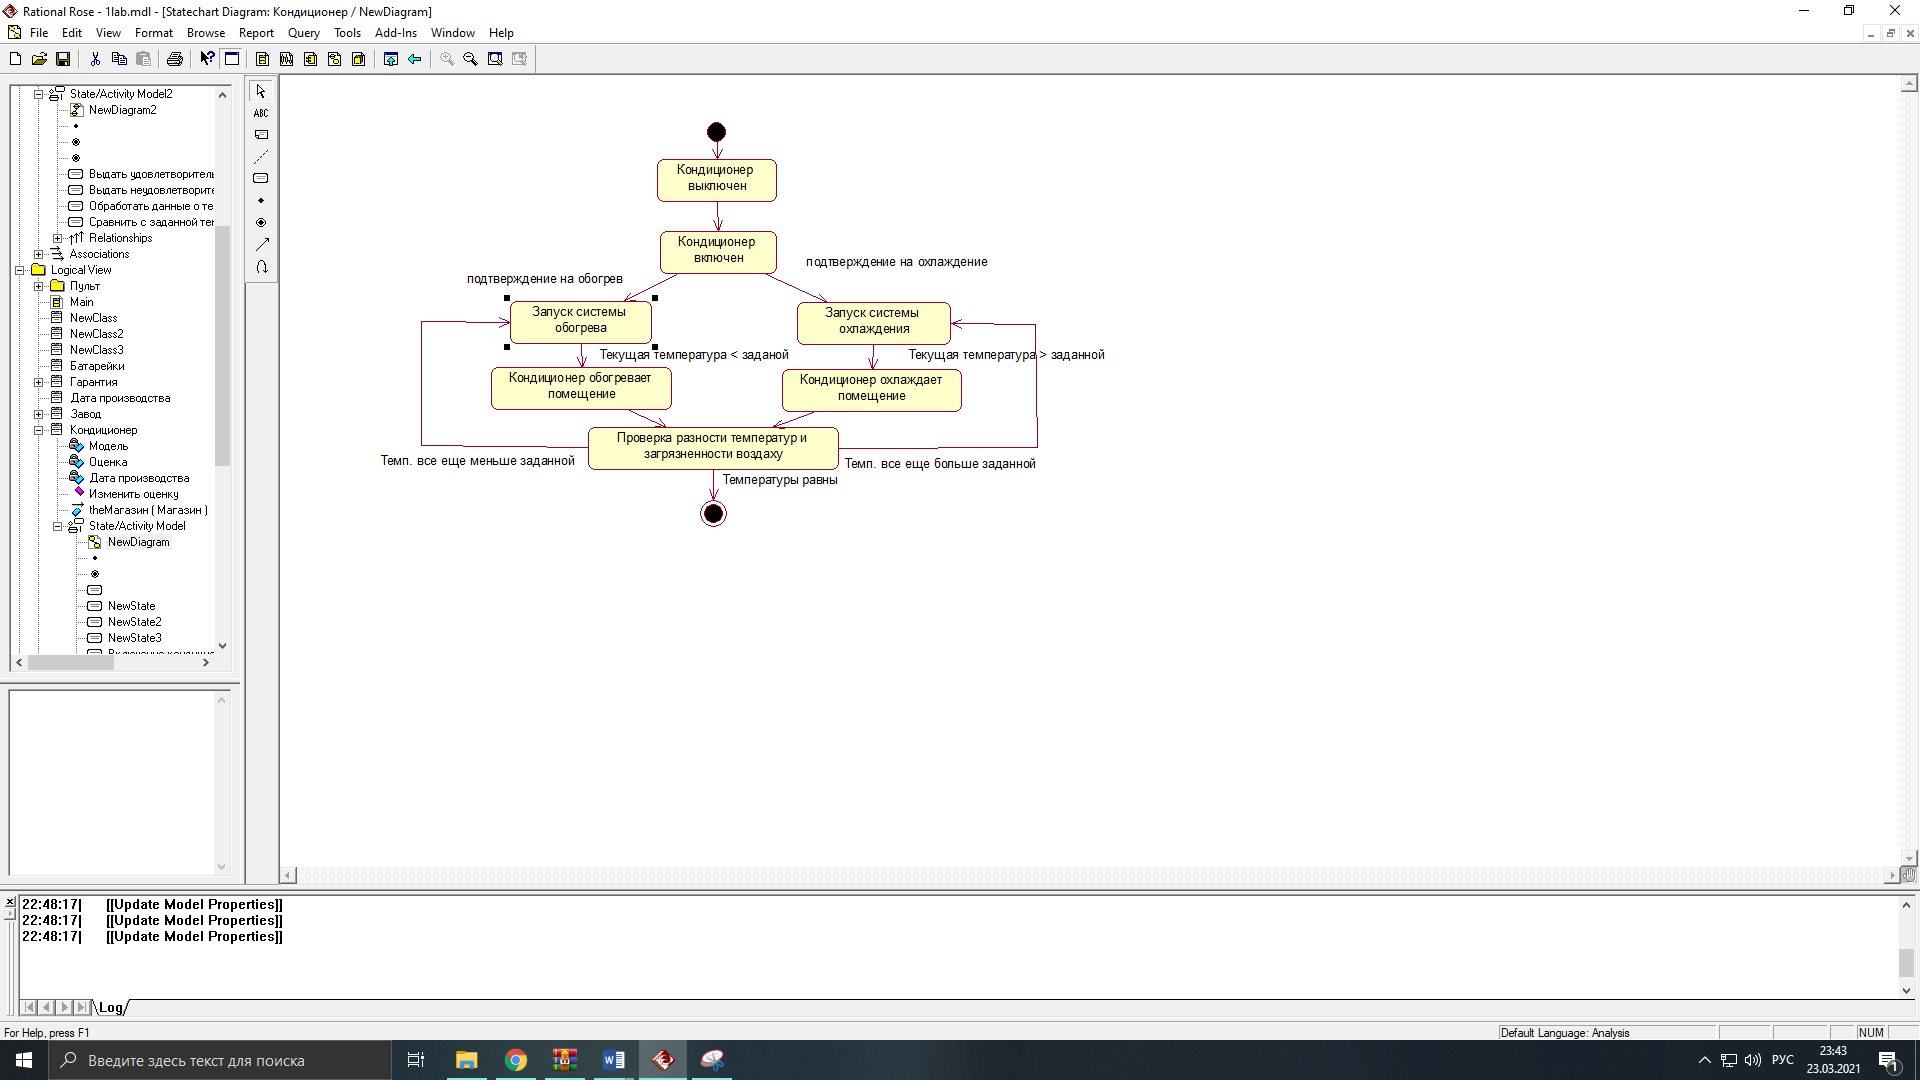 Rational Rose - 1lab.mdl - [Statechart Diagram: Кондиционер / NewDiagram]
File Edit View Format Browse Report Query Tools Add-Ins Window Help
ABC
State/Activity Model2
NewDiagram2
Выдать удовлетворитель
Выдать неудовлетворите
Обработать данные о те
Сравнить с заданной тем
Relationships
Associations
Logical View
Пульт
Main
NewClass
NewClass2
NewClass3
Батарейки
Гарантия
Дата производства
Завод
Кондиционер
Модель
Оценка
Дата производства
Изменить оценку
theМагазин ( Магазин )
State/Activity Model
NewDiagram
NewState
NewState2
NewState3
Кондиционер
выключен
Кондиционер
включен
подтверждение на обогрев
подтверждение на охлаждение
Запуск системы
обогрева
Запуск системы
охлаждения
Текущая температура < заданой
Текущая температура > заданной
Кондиционер обогревает
помещение
Кондиционер охлаждает
помещение
Проверка разности температур и
загрязненности воздаху
Темп. все еще меньше заданной
Темп. все еще больше заданной
Температуры равны
22:48:17| [[Update Model Properties]]
22:48:17| [[Update Model Properties]]
22:48:17| [[Update Model Properties]]
Log
For Help, press F1
Default Language: Analysis
NUM
Введите здесь текст для поиска
РУС
23:43
23.03.2021
1